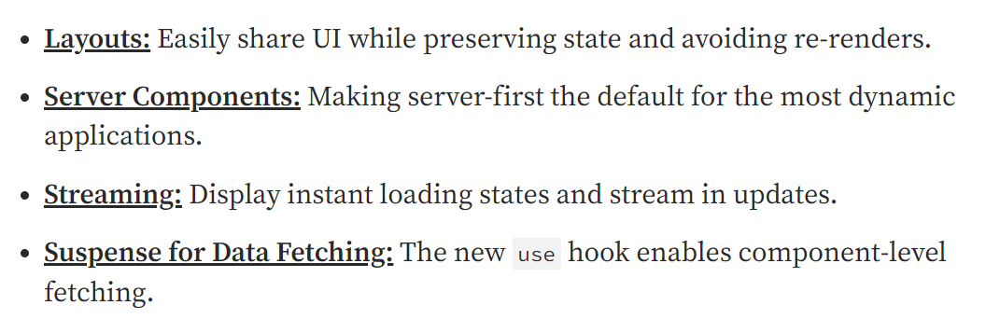 • Layouts: Easily share UI while preserving state and avoiding re-renders.
• Server Components: Making server-first the default for the most dynamic
applications.
• Streaming: Display instant loading states and stream in updates.
• Suspense for Data Fetching: The new use hook enables component-level
fetching.